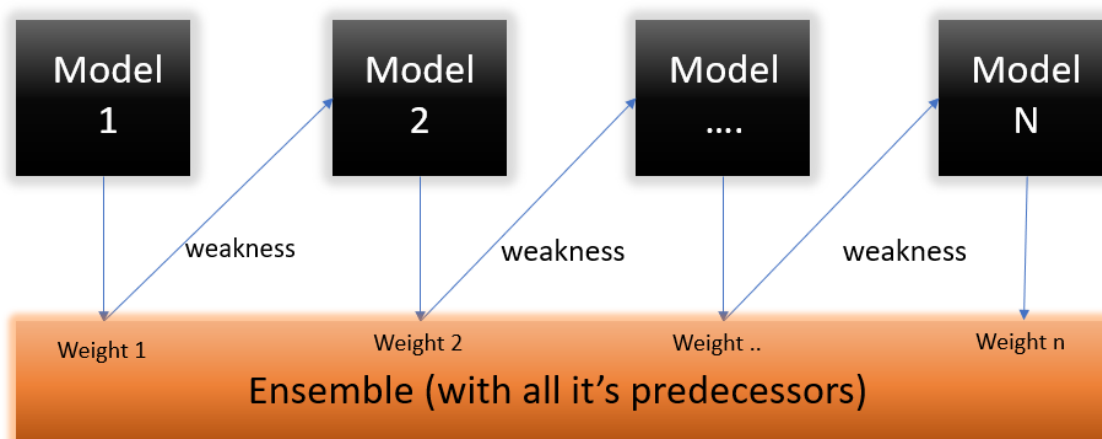 Model
1
Model
2
Model
....
Model
N
weakness
weakness
weakness
Weight 1
Weight 2
Weight ..
Weight n
Ensemble (with all it's predecessors)